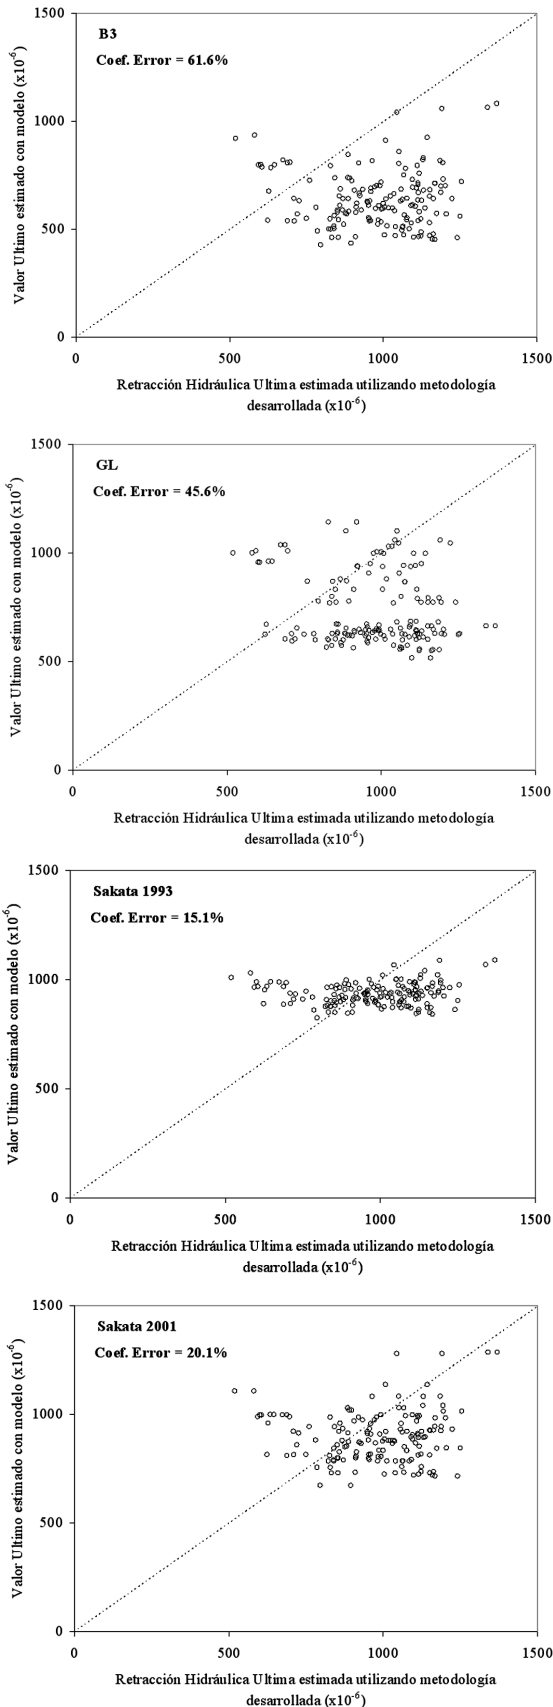 B3
Coef. Error = 61.6%
Valor Ultimo estimado con modelo (x10-6)
1500
1000
500
0
0 500 1000 1500
Retracción Hidráulica Ultima estimada utilizando metodología
desarrollada (x10-6)
GL
Coef. Error = 45.6%
Valor Ultimo estimado con modelo (x10-6)
1500
1000
500
0
0 500 1000 1500
Retracción Hidráulica Ultima estimada utilizando metodología
desarrollada (x10-6)
Sakata 1993
Coef. Error = 15.1%
Valor Ultimo estimado con modelo (x10-6)
1500
1000
500
0
0 500 1000 1500
Retracción Hidráulica Ultima estimada utilizando metodología
desarrollada (x10-6)
Sakata 2001
Coef. Error = 20.1%
Valor Ultimo estimado con modelo (x10-6)
1500
1000
500
0
0 500 1000 1500
Retracción Hidráulica Ultima estimada utilizando metodología
desarrollada (x10-6)